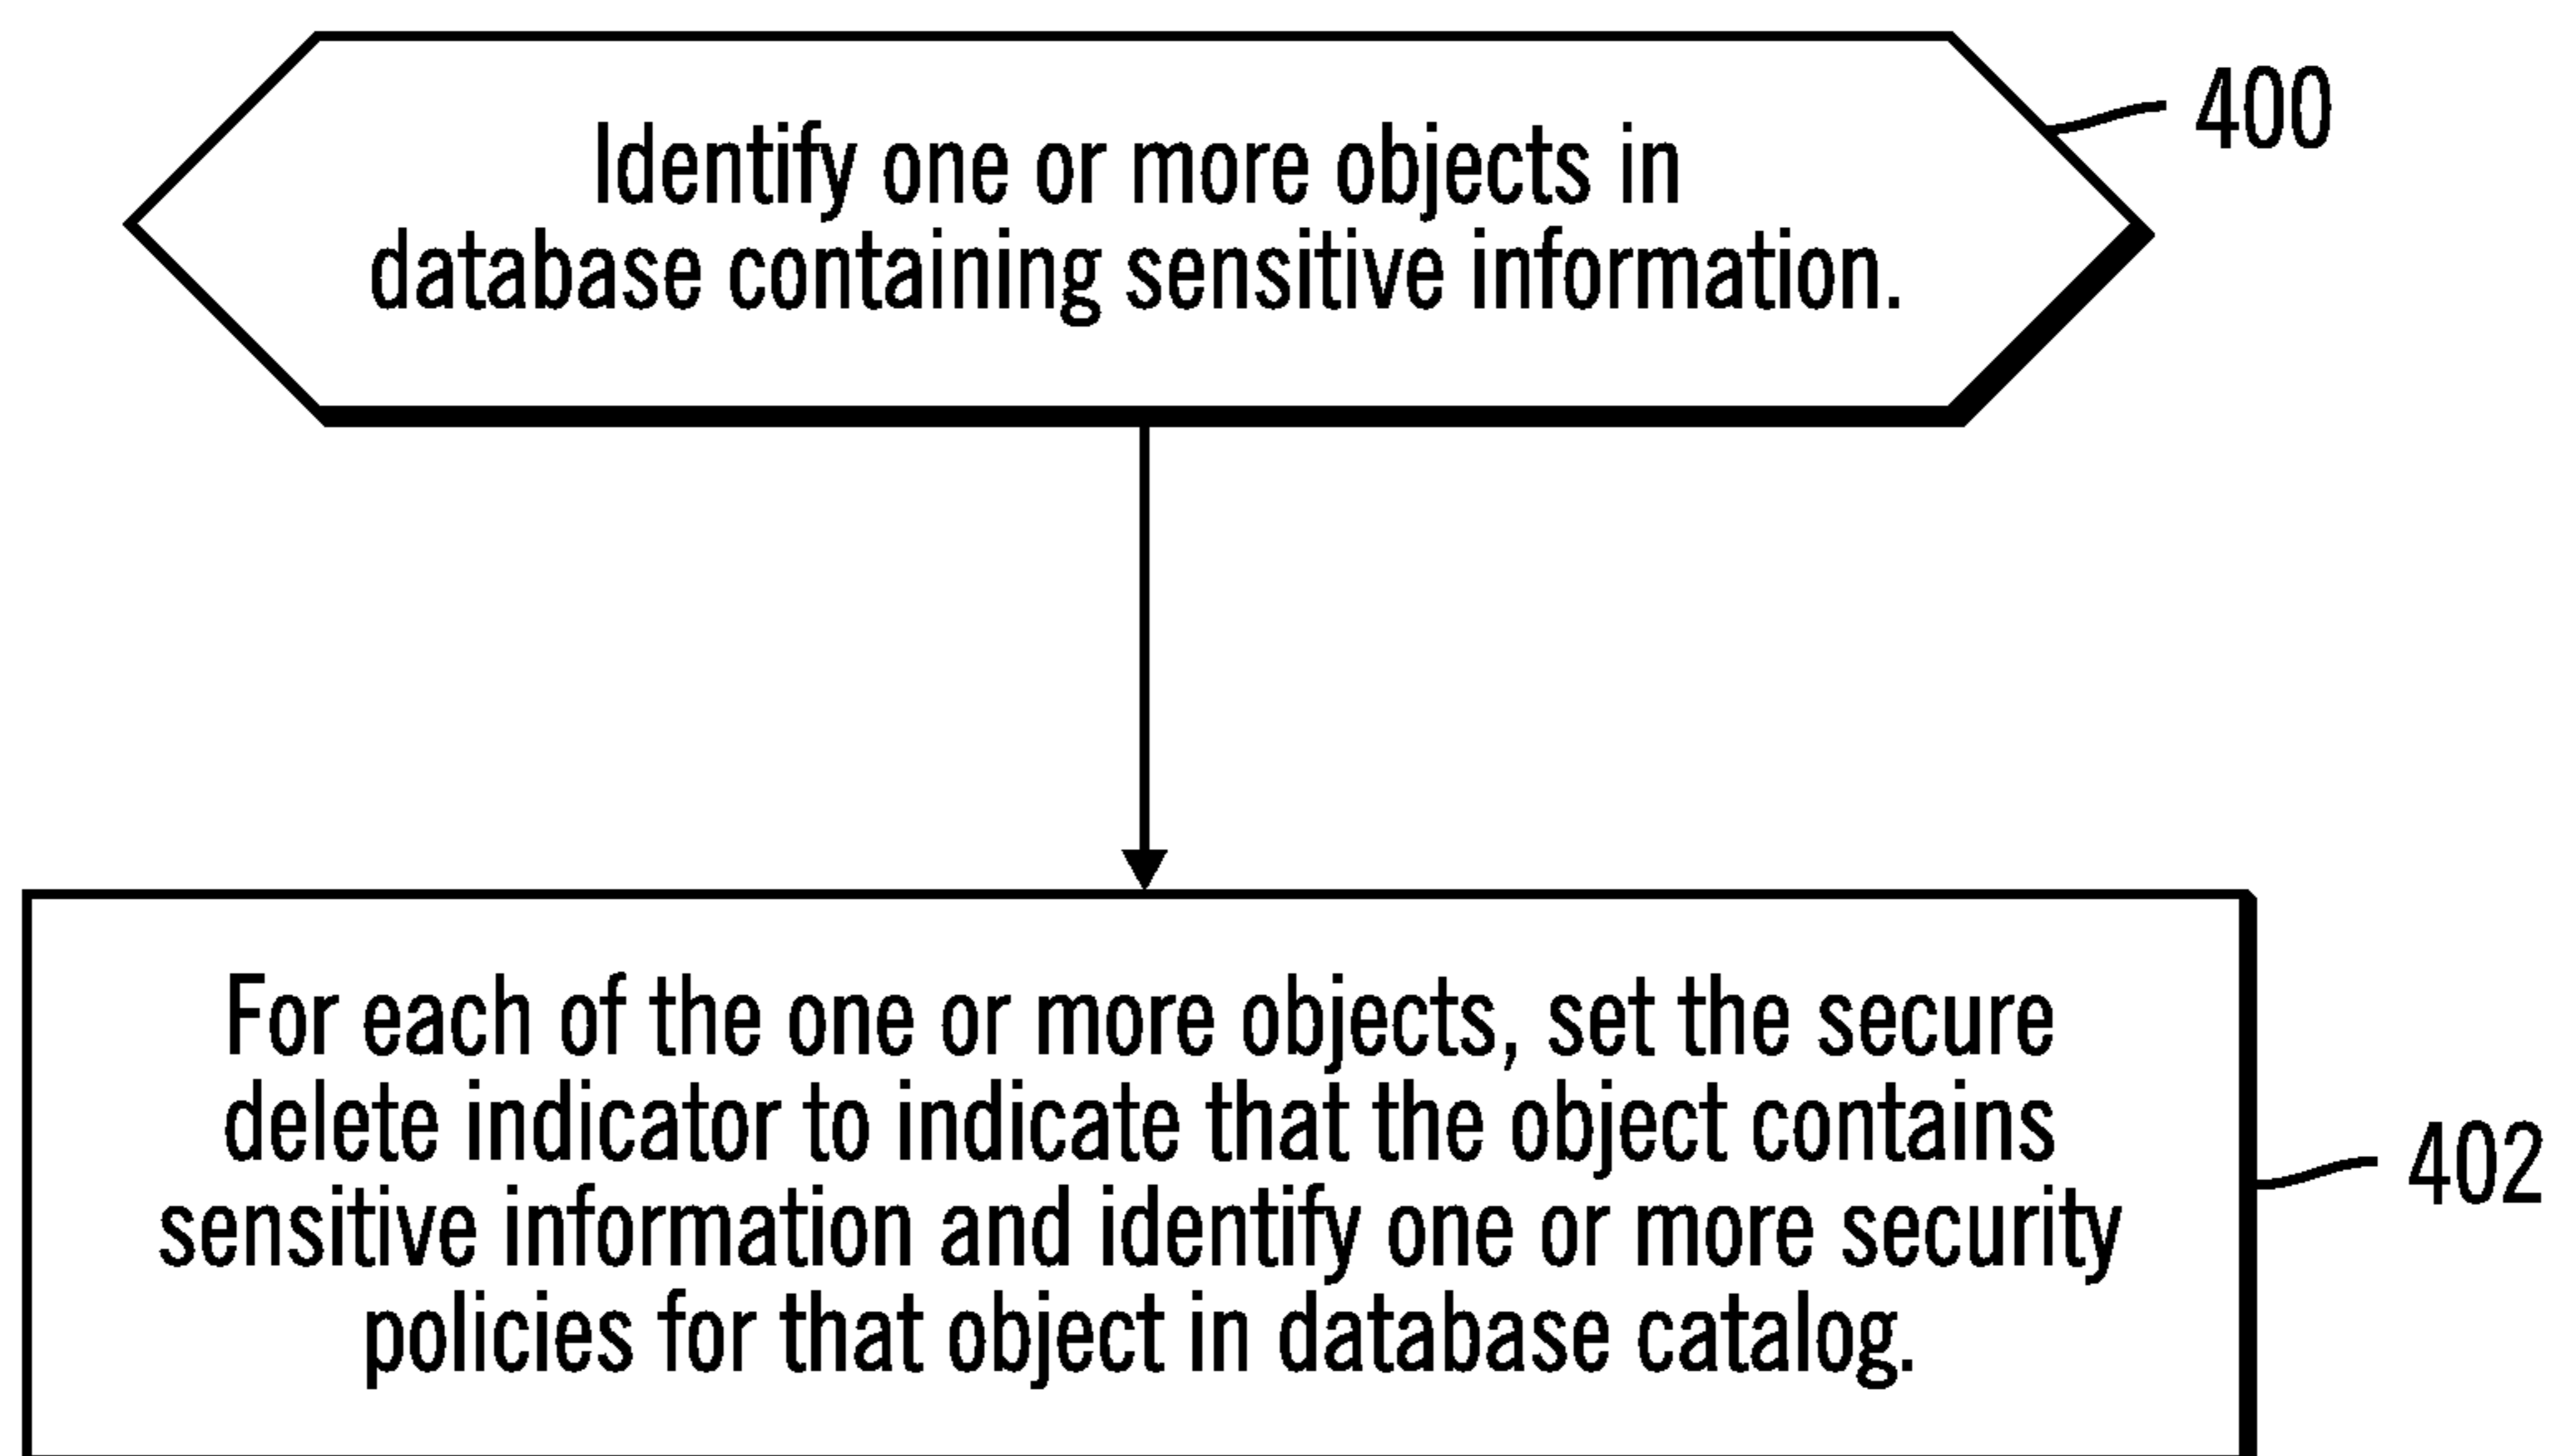 400
Identify one or more objects in
database containing sensitive information.
For each of the one or more objects, set the secure
delete indicator to indicate that the object contains
sensitive information and identify one or more security
policies for that object in database catalog.
402